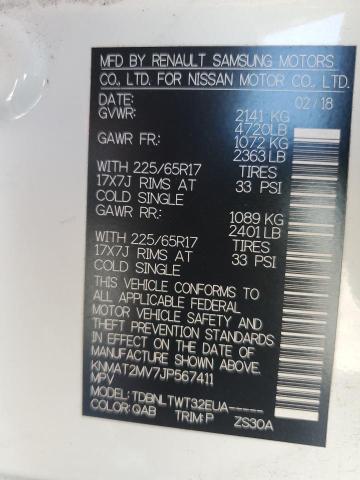 MFD BY RENAULT SAMSUNG MOTORS
CO., LTD. FOR NISSAN MOTOR CO., LTD.
DATE: 02/18
GVWR: 2141 KG
4720LB
GAWR FR: 1072 KG
2363 LB
WITH 225/65R17 TIRES
17X7J RIMS AT 33 PSI
COLD SINGLE
GAWR RR: 1089 KG
2401 LB
WITH 225/65R17 TIRES
17X7J RIMS AT 33 PSI
COLD SINGLE
THIS VEHICLE CONFORMS TO
ALL APPLICABLE FEDERAL
MOTOR VEHICLE SAFETY AND
THEFT PREVENTION STANDARDS
IN EFFECT ON THE DATE OF
MANUFACTURE SHOWN ABOVE.
KNMAT2MV7JP567411
MPV
MODEL: TDBNLTWT32EUA-----
COLOR: QAB TRIM: P ZS30A